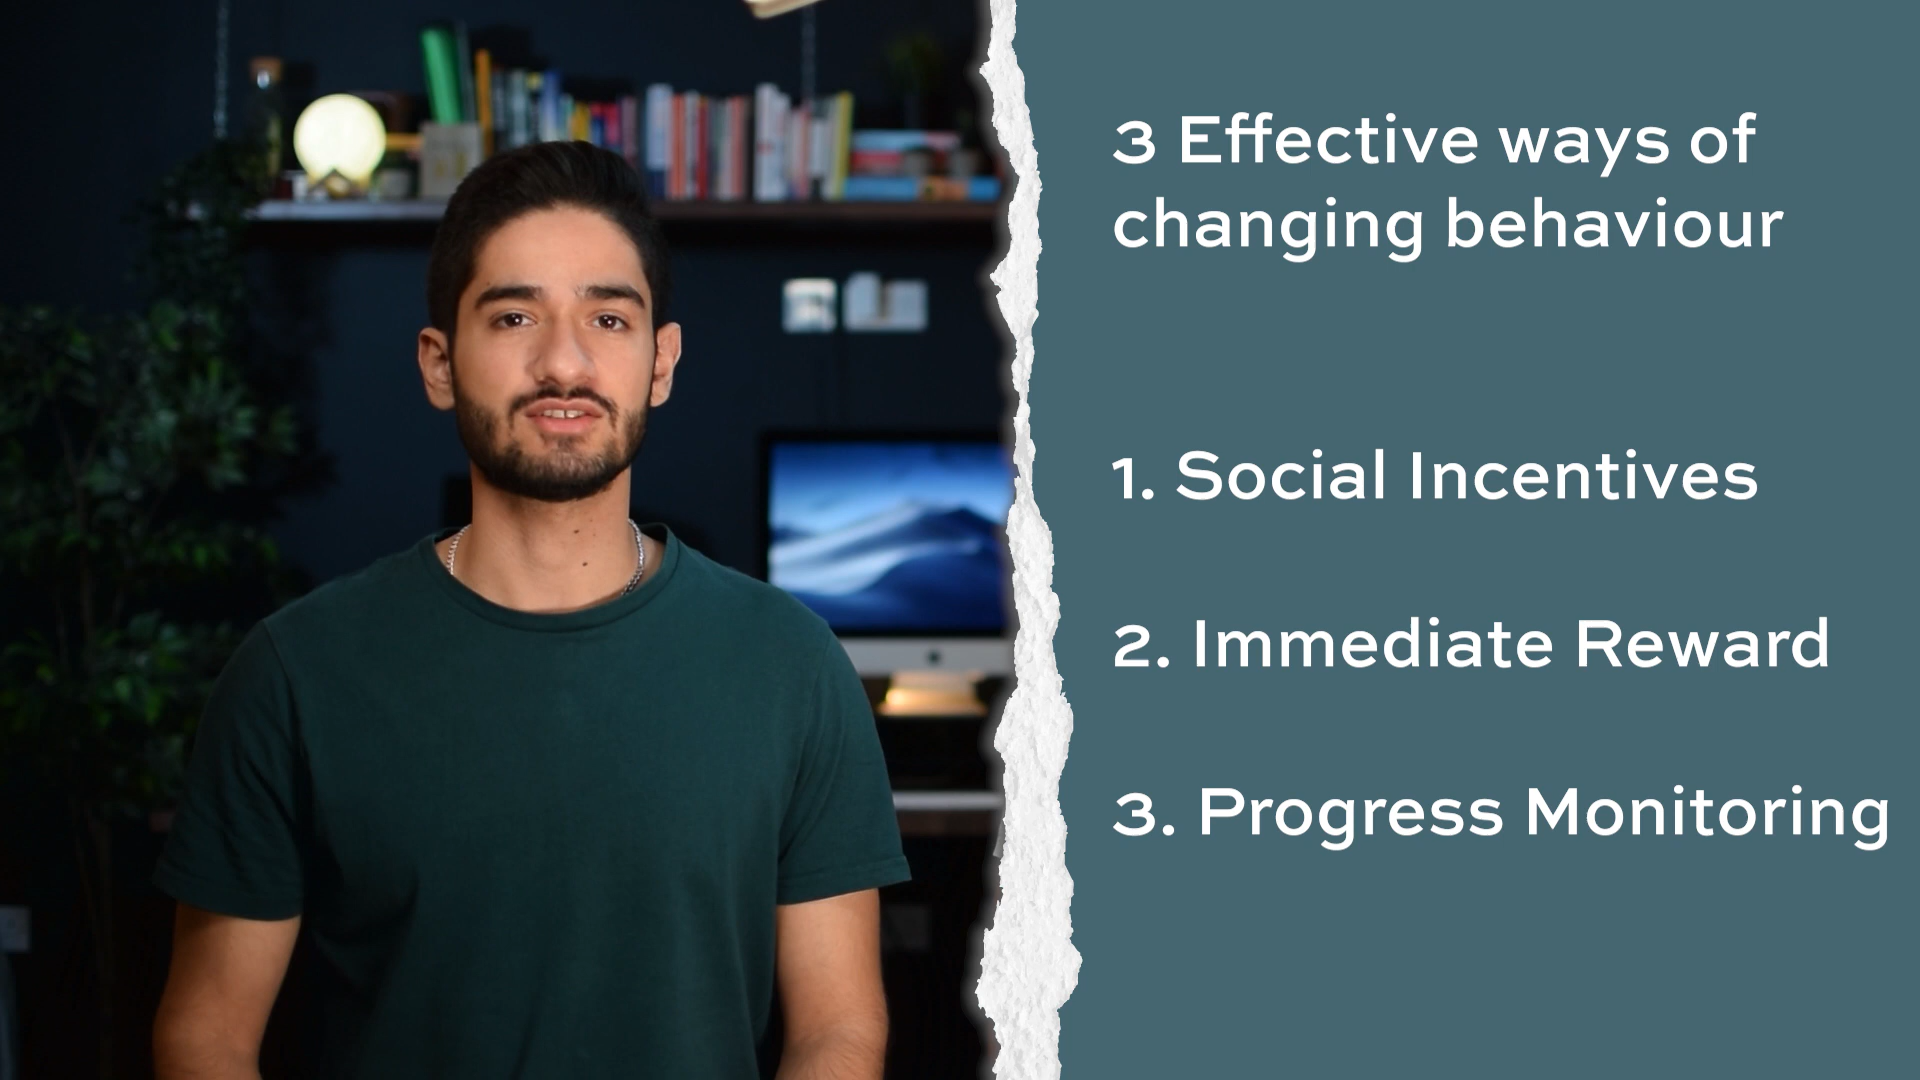 3 Effective ways of
changing behaviour
1. Social Incentives
2. Immediate Reward
3. Progress Monitoring